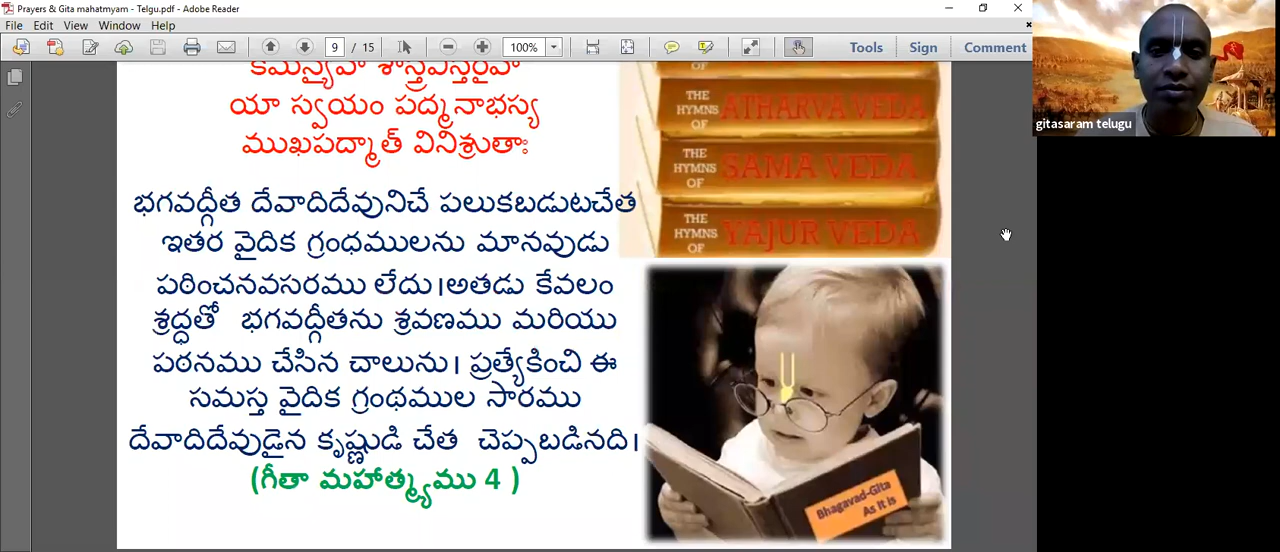 Prayers & Gita mahatmyam - Telgu.pdf - Adobe Reader
File Edit View Window Help
9 / 15 100% Tools Sign Comment
యా స్వయం పద్మనాభస్య
ముఖపద్మాత్ వినిశ్రుతాః
భగవద్గీత దేవాదిదేవునిచే పలుకబడుటచేత
ఇతర వైదిక గ్రంధములను మానవుడు
పఠించనవసరము లేదు।అతడు కేవలం
శ్రద్ధతో భగవద్గీతను శ్రవణము మరియు
పఠనము చేసిన చాలును। ప్రత్యేకించి ఈ
సమస్త వైదిక గ్రంథముల సారము
దేవాదిదేవుడైన కృష్ణుడి చేత చెప్పబడినది।
(గీతా మహాత్మ్యము 4 )
OF
THE HYMNS OF ATHARVA VEDA
THE HYMNS OF SAMA VEDA
THE HYMNS OF YAJUR VEDA
Bhagavad-Gita
As it is
gitasaram telugu